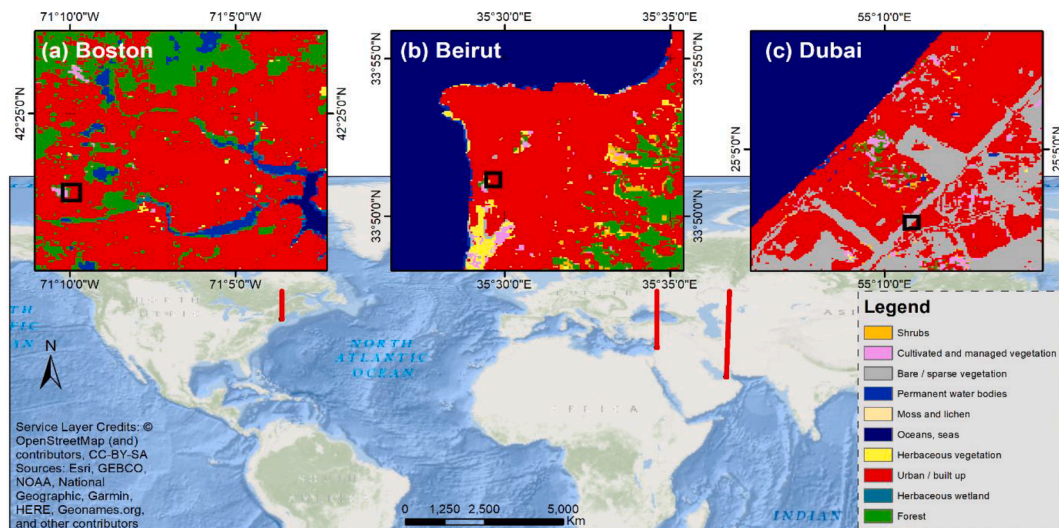 71°10'0"W
71°5'0"W
35°30'0"E
35°35'0"E
55°10'0"E
(a) Boston
(b) Beirut
(c) Dubai
42°25'0"N
33°55'0"N
33°55'0"N
25°5'0"N
25°5'0"N
33°50'0"N
33°50'0"N
71°10'0"W
71°5'0"W
35°30'0"E
35°35'0"E
55°10'0"E
NORTH
ATLANTIC
OCEAN
AFRICA
INDIAN
N
Service Layer Credits: ©
OpenStreetMap (and)
contributors, CC-BY-SA
Sources: Esri, GEBCO,
NOAA, National
Geographic, Garmin,
HERE, Geonames.org,
and other contributors
0 1,250 2,500 5,000
Km
Legend
Shrubs
Cultivated and managed vegetation
Bare / sparse vegetation
Permanent water bodies
Moss and lichen
Oceans, seas
Herbaceous vegetation
Urban / built up
Herbaceous wetland
Forest